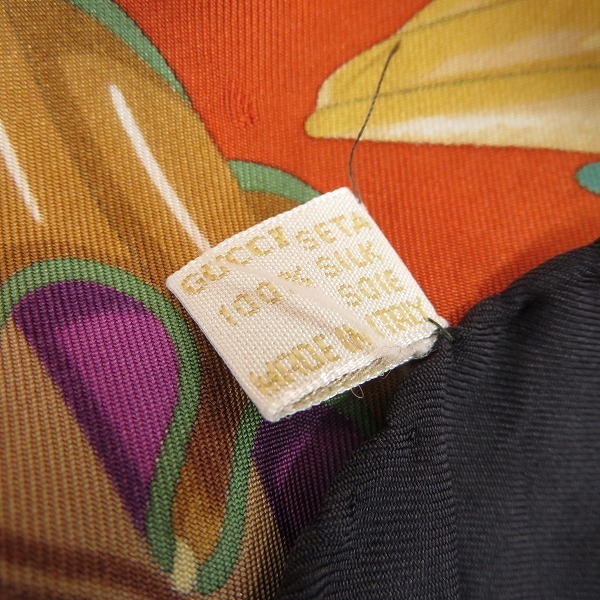 GUCCI SETA
100% SILK
SOIE
MADE IN ITALY